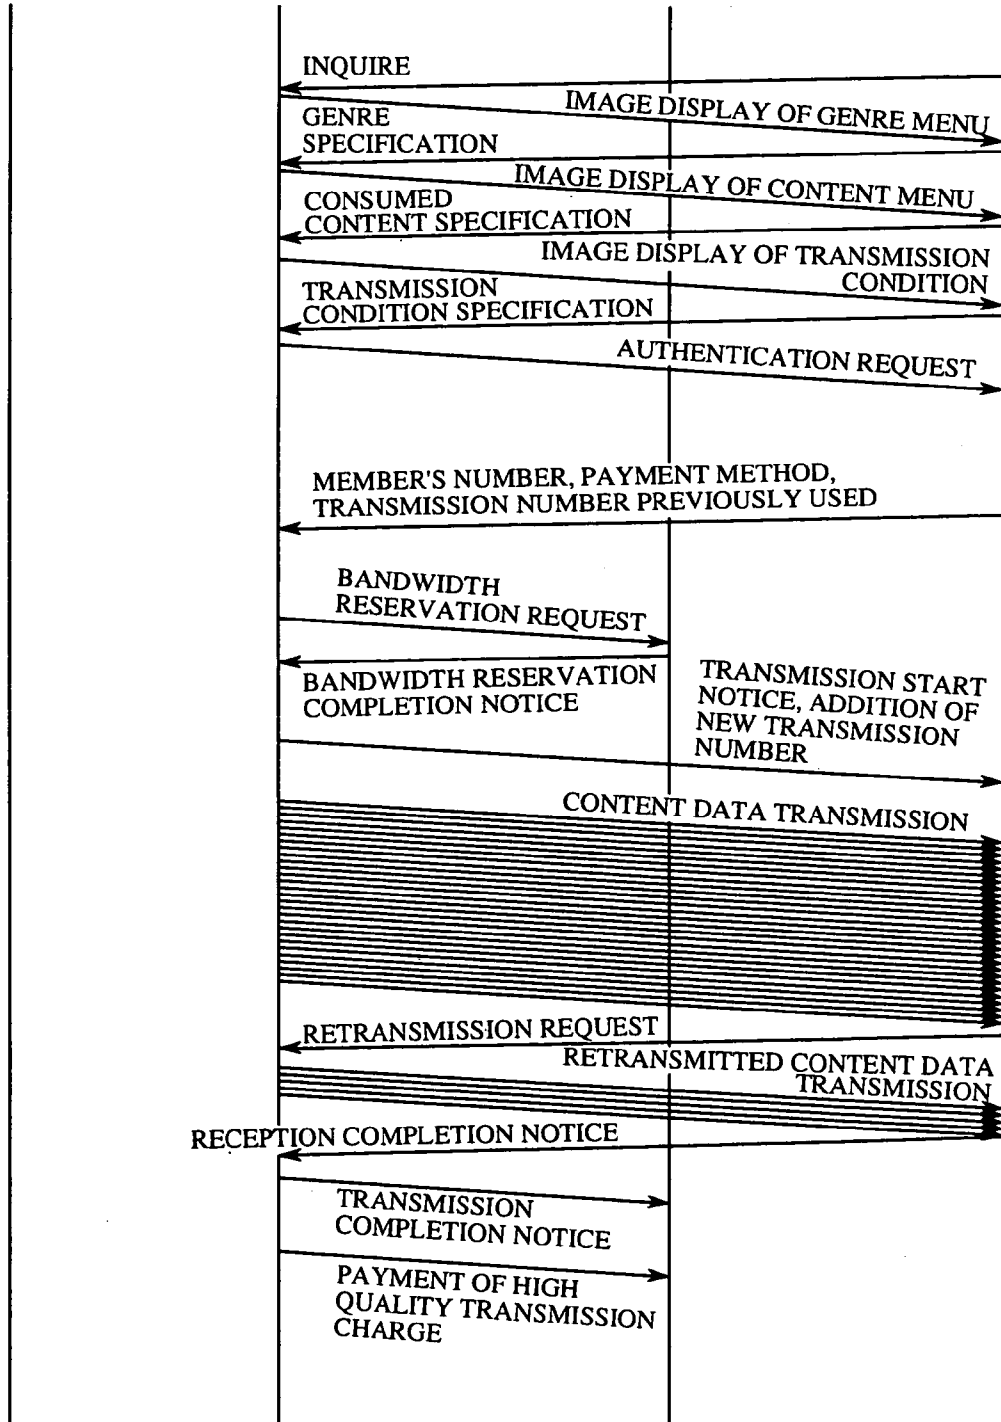 INQUIRE
IMAGE DISPLAY OF GENRE MENU
GENRE
SPECIFICATION
IMAGE DISPLAY OF CONTENT MENU
CONSUMED
CONTENT SPECIFICATION
IMAGE DISPLAY OF TRANSMISSION
CONDITION
TRANSMISSION
CONDITION SPECIFICATION
AUTHENTICATION REQUEST
MEMBER'S NUMBER, PAYMENT METHOD,
TRANSMISSION NUMBER PREVIOUSLY USED
BANDWIDTH
RESERVATION REQUEST
BANDWIDTH RESERVATION
COMPLETION NOTICE
TRANSMISSION START
NOTICE, ADDITION OF
NEW TRANSMISSION
NUMBER
CONTENT DATA TRANSMISSION
RETRANSMISSION REQUEST
RETRANSMITTED CONTENT DATA
TRANSMISSION
RECEPTION COMPLETION NOTICE
TRANSMISSION
COMPLETION NOTICE
PAYMENT OF HIGH
QUALITY TRANSMISSION
CHARGE